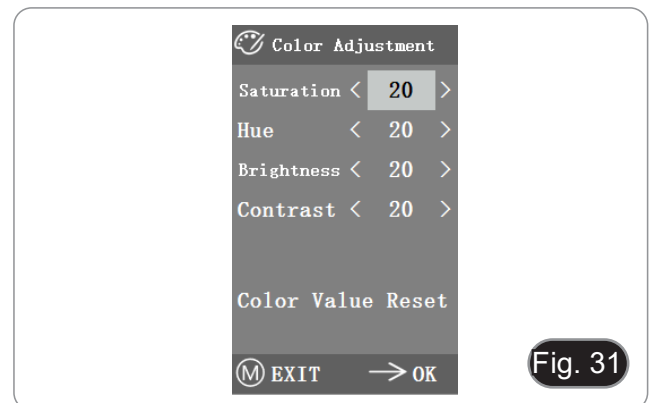 Color Adjustment
Saturation < 20 >
Hue < 20 >
Brightness < 20 >
Contrast < 20 >
Color Value Reset
M EXIT → OK
Fig. 31